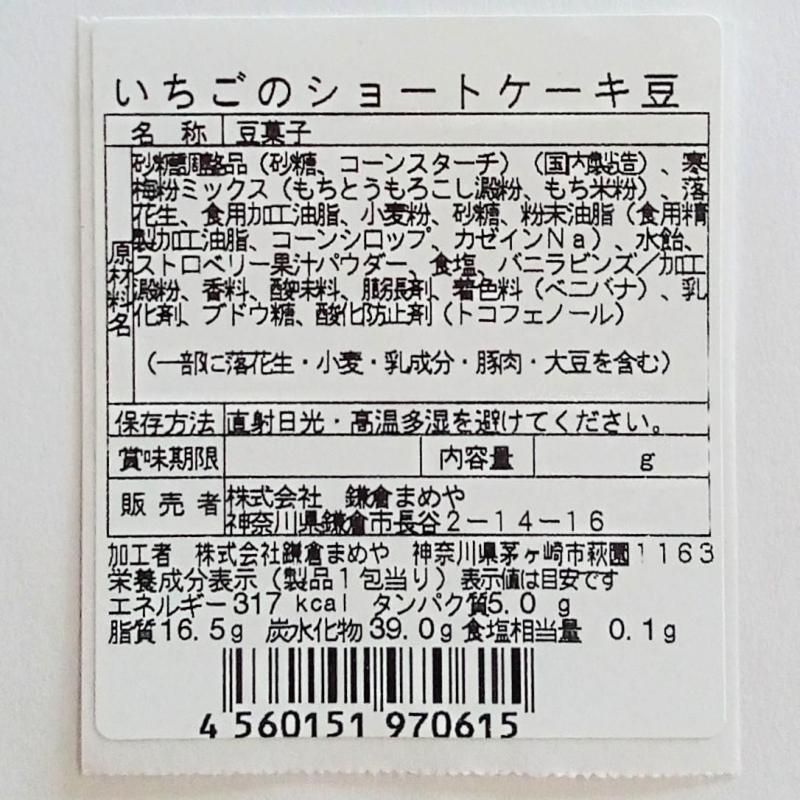 いちごのショートケーキ豆
名称 豆菓子
原材料名
砂糖調整品（砂糖、コーンスターチ）（国内製造）、寒
梅粉ミックス（もちとうもろこし澱粉、もち米粉）、落
花生、食用加工油脂、小麦粉、砂糖、粉末油脂（食用精
製加工油脂、コーンシロップ、カゼインNa）、水飴、
ストロベリー果汁パウダー、食塩、バニラビンズ／加工
澱粉、香料、酸味料、膨張剤、着色料（ベニバナ）、乳
化剤、ブドウ糖、酸化防止剤（トコフェノール）
（一部に落花生・小麦・乳成分・豚肉・大豆を含む）
保存方法 直射日光・高温多湿を避けてください。
賞味期限 内容量 g
販売者 株式会社 鎌倉まめや
神奈川県鎌倉市長谷２－１４－１６
加工者 株式会社鎌倉まめや 神奈川県茅ヶ崎市萩園１１６３
栄養成分表示（製品１包当り）表示値は目安です
エネルギー317 kcal タンパク質5.0 g
脂質16.5g 炭水化物39.0g 食塩相当量 0.1g
4 560151 970615